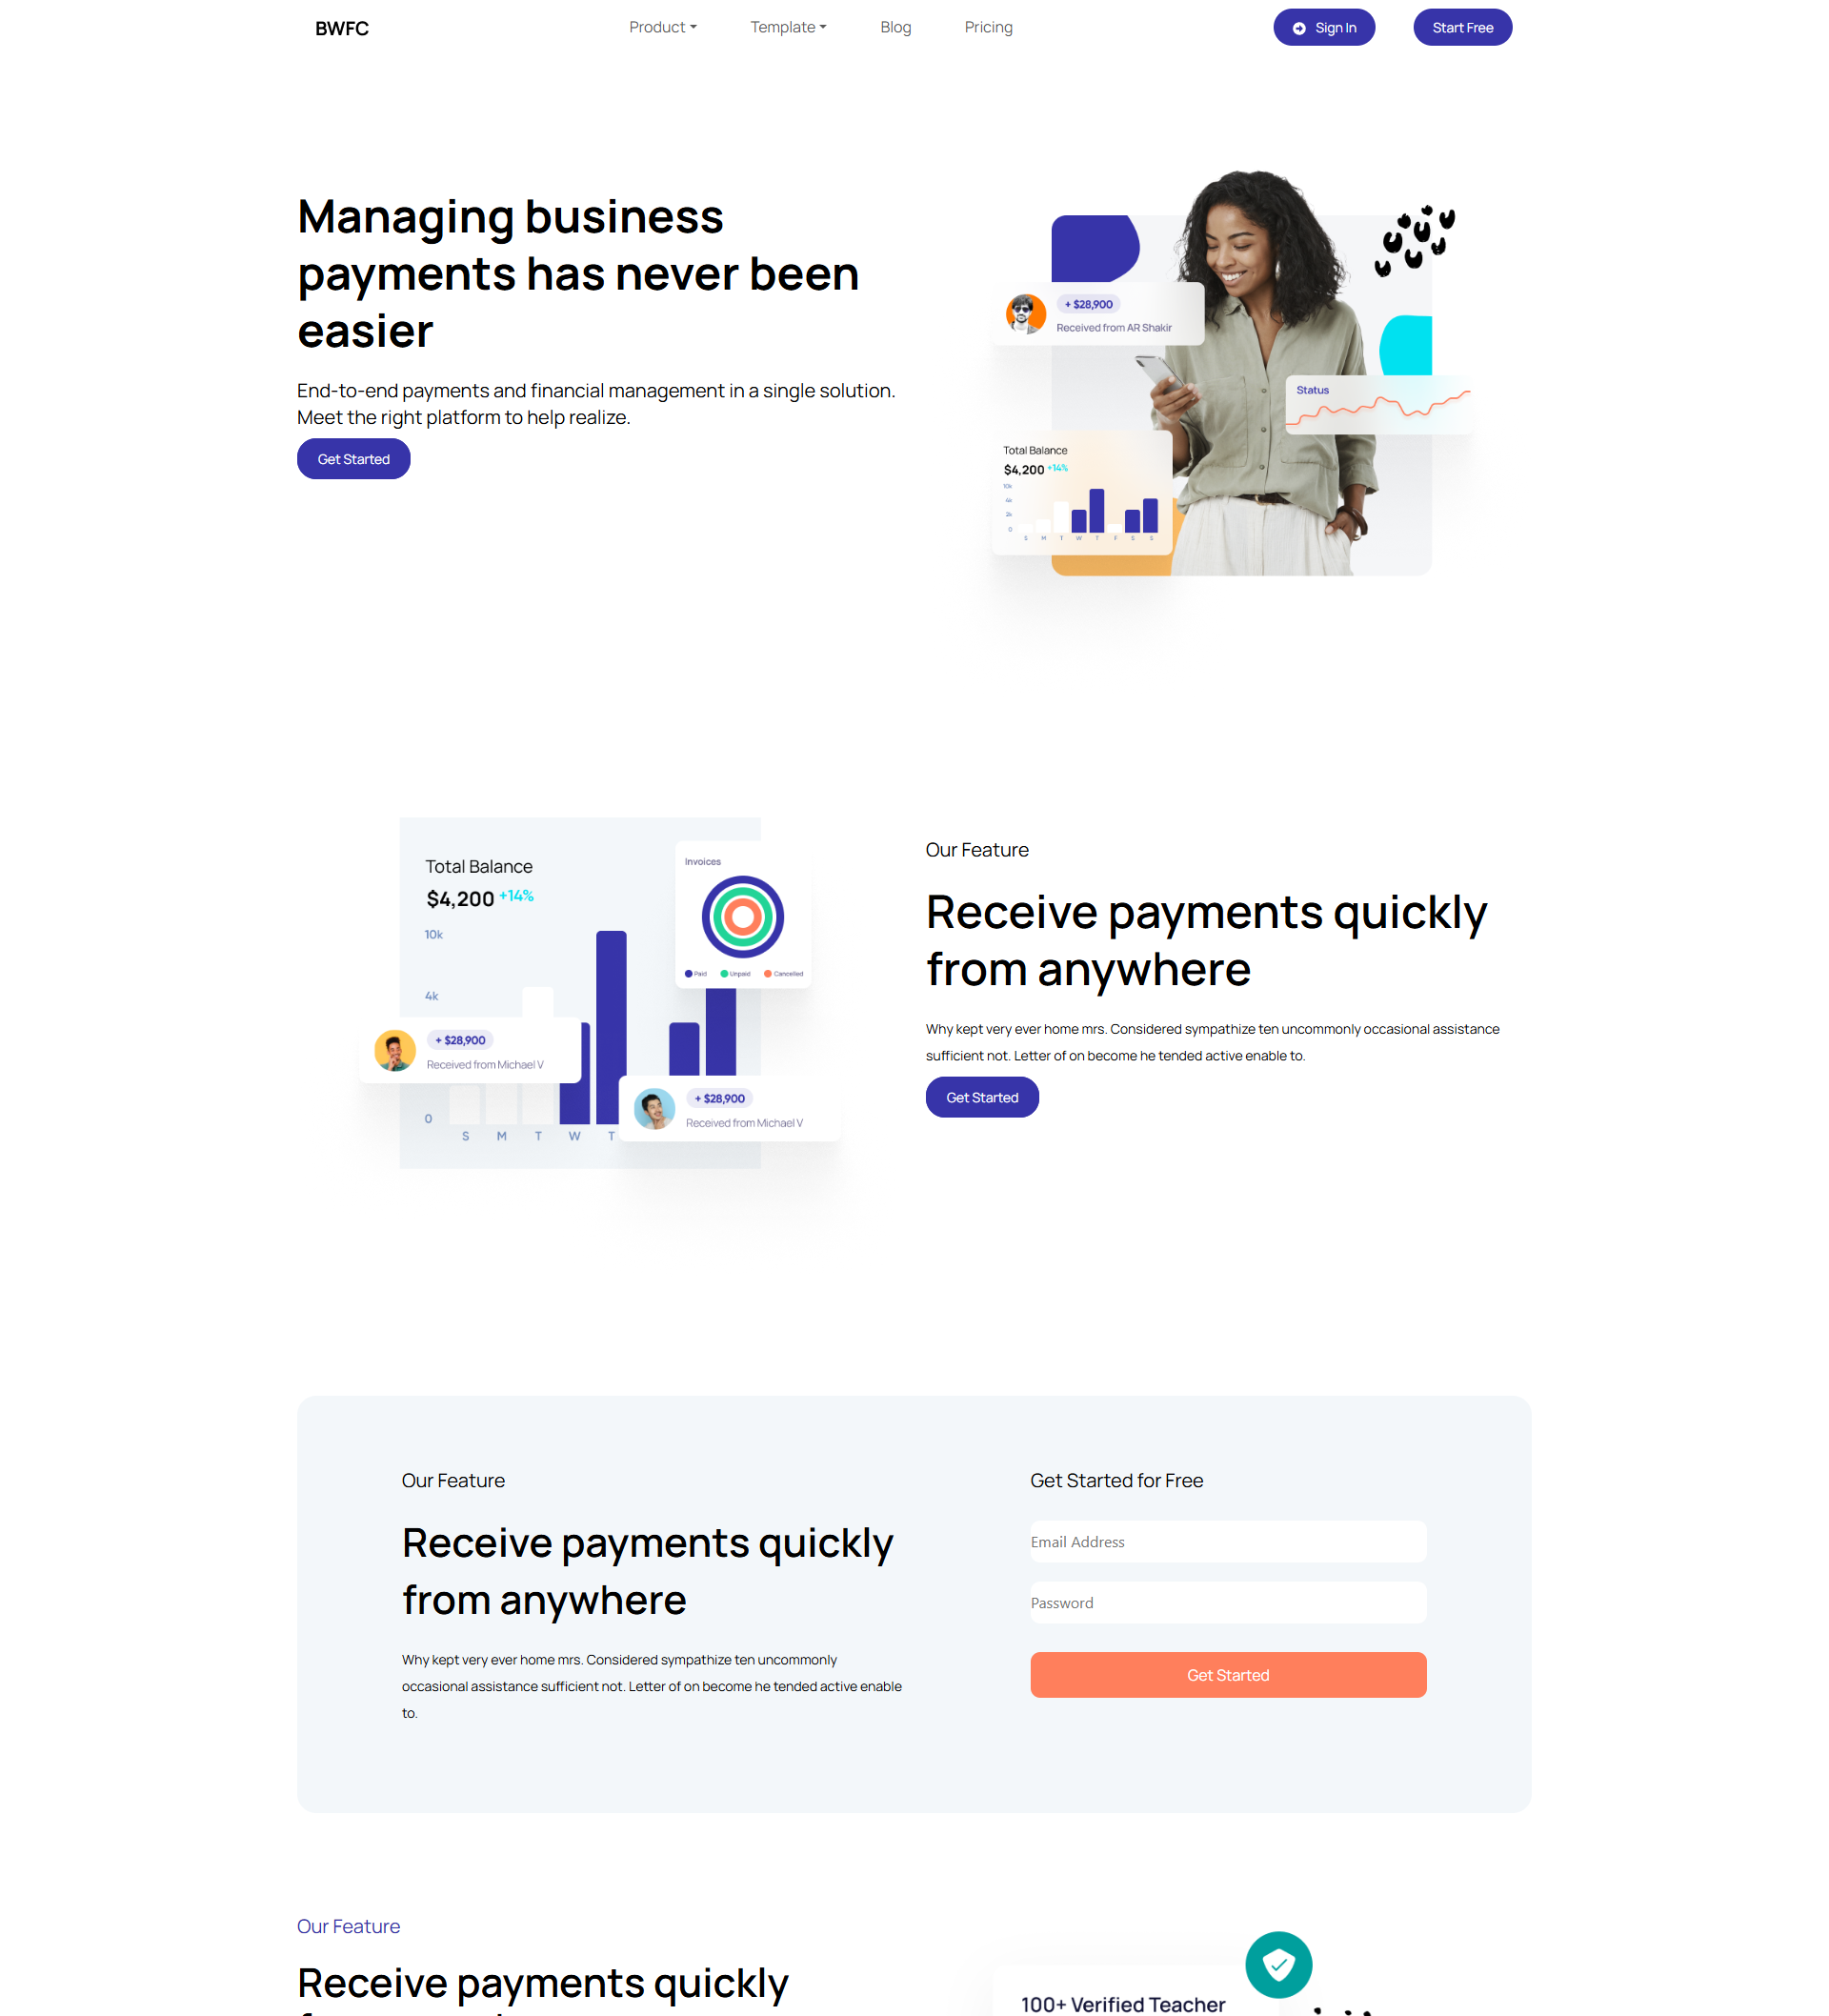 BWFC
Product
Template
Blog
Pricing
Sign In
Start Free
Managing business
payments has never been
easier
End-to-end payments and financial management in a single solution.
Meet the right platform to help realize.
Get Started
+ $28,900
Received from AR Shakir
Status
Total Balance
$4,200 +14%
10k
4k
2k
0
S M T W T F S S
Total Balance
$4,200 +14%
10k
4k
0
S M T W T
Invoices
Paid Unpaid Cancelled
+ $28,900
Received from Michael V
+ $28,900
Received from Michael V
Our Feature
Receive payments quickly
from anywhere
Why kept very ever home mrs. Considered sympathize ten uncommonly occasional assistance
sufficient not. Letter of on become he tended active enable to.
Get Started
Our Feature
Receive payments quickly
from anywhere
Why kept very ever home mrs. Considered sympathize ten uncommonly
occasional assistance sufficient not. Letter of on become he tended active enable
to.
Get Started for Free
Email Address
Password
Get Started
Our Feature
Receive payments quickly
100+ Verified Teacher